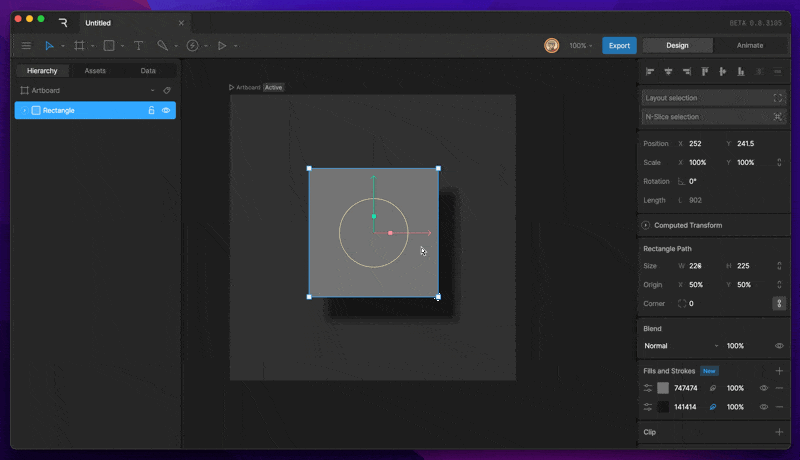 Untitled
BETA 0.8.3105
100%
Export
Design
Animate
Hierarchy
Assets
Data
Artboard
Rectangle
Artboard Active
Layout selection
N-Slice selection
Position X 252 Y 241.5
Scale X 100% Y 100%
Rotation 0°
Length L 902
Computed Transform
Rectangle Path
Size W 226 H 225
Origin X 50% Y 50%
Corner 0
Blend
Normal 100%
Fills and Strokes New
747474 100%
141414 100%
Clip